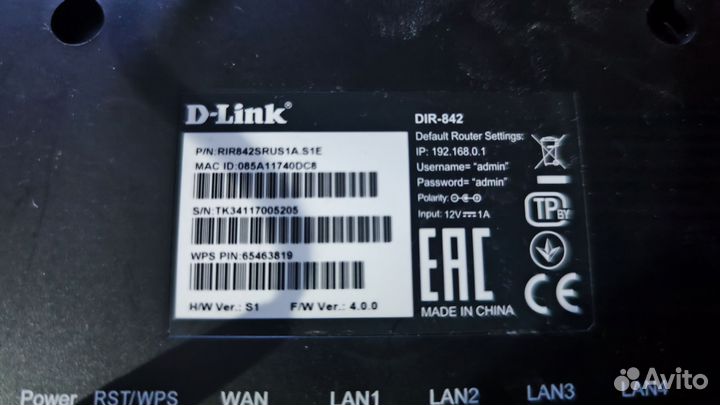 D-Link®
P/N:RIR842SRUS1A.S1E
MAC ID:085A11740DC8
S/N:TK34117005205
WPS PIN:65463819
H/W Ver.: S1 F/W Ver.: 4.0.0
DIR-842
Default Router Settings:
IP: 192.168.0.1
Username= "admin"
Password= "admin"
Polarity:
Input: 12V⎓1A
EAC
MADE IN CHINA
TP BY
CE
Power RST/WPS WAN LAN1 LAN2 LAN3 LAN4
Avito